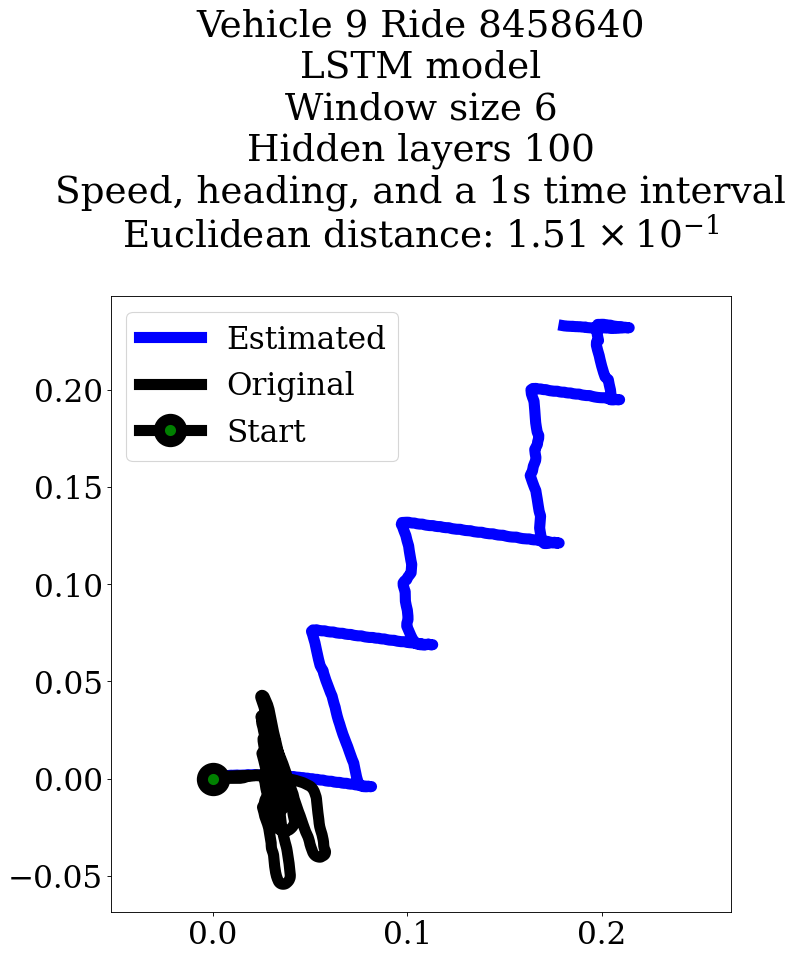 Vehicle 9 Ride 8458640
LSTM model
Window size 6
Hidden layers 100
Speed, heading, and a 1s time interval
Euclidean distance: 1.51 × 10⁻¹
Estimated
Original
Start
0.20
0.15
0.10
0.05
0.00
−0.05
0.0 0.1 0.2